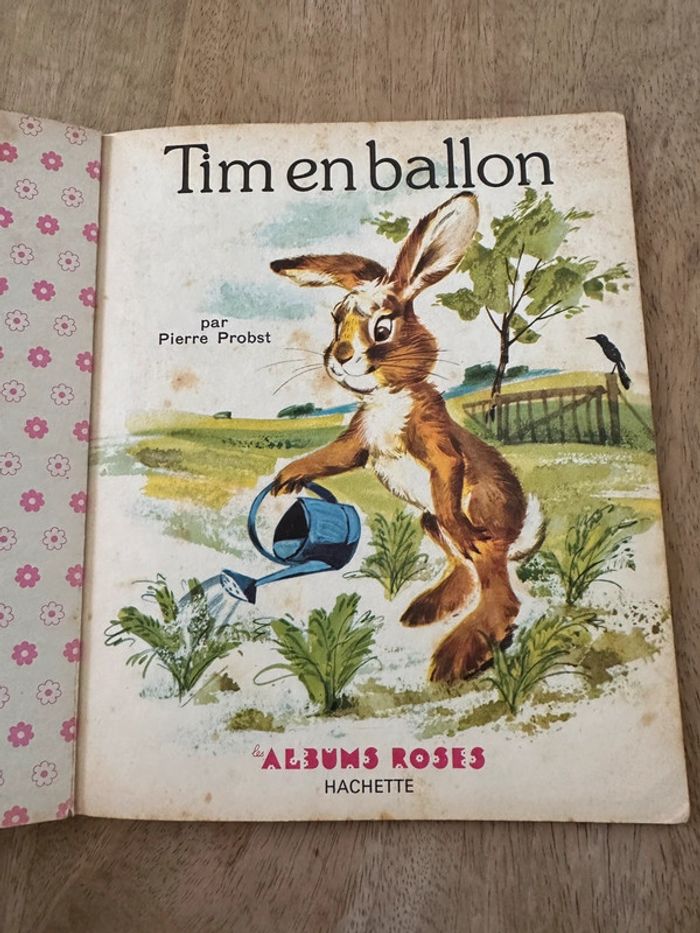 Tim en ballon
par
Pierre Probst
les ALBUMS ROSES
HACHETTE